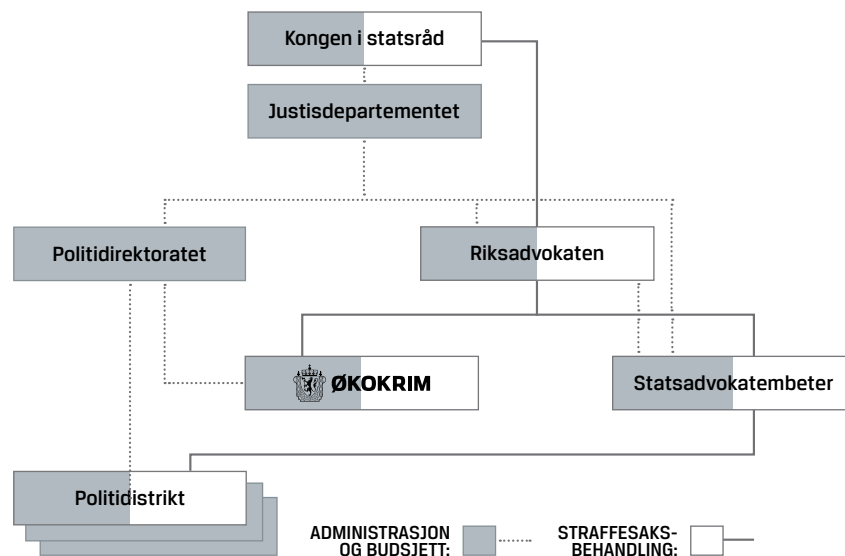 Kongen i statsråd
Justisdepartementet
Politidirektoratet
Riksadvokaten
ØKOKRIM
Statsadvokatembeter
Politidistrikt
ADMINISTRASJON
OG BUDSJETT:
STRAFFESAKS-
BEHANDLING: